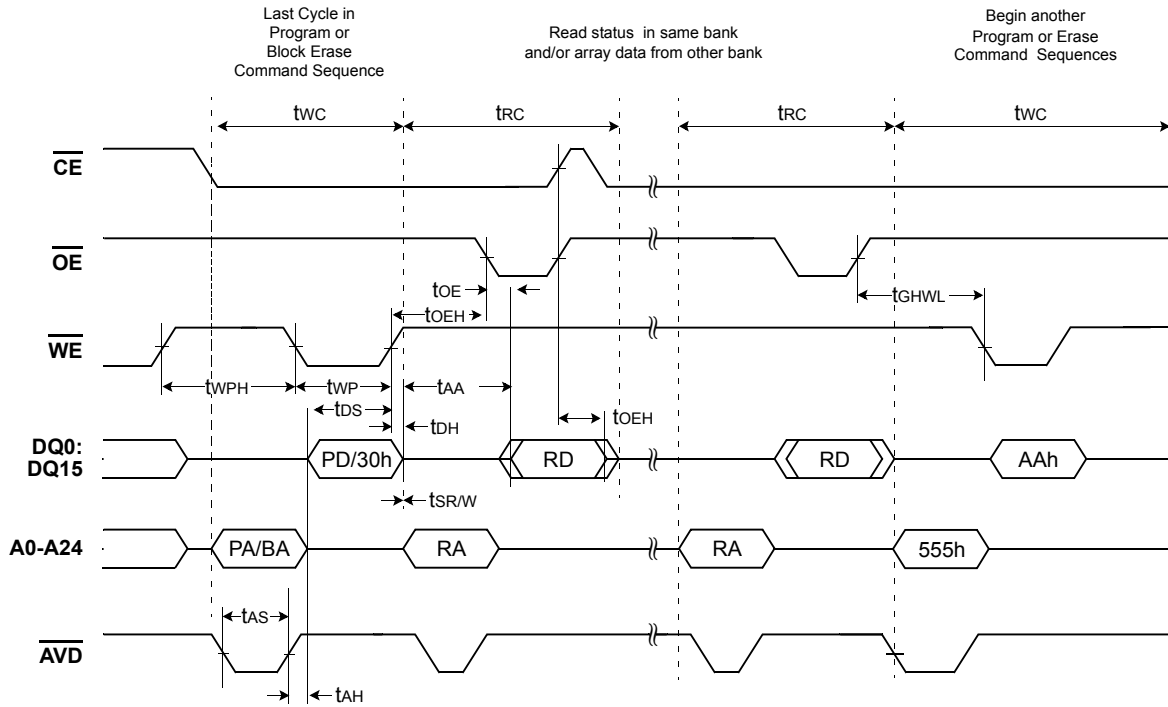 Last Cycle in
Program or
Block Erase
Command Sequence
Read status in same bank
and/or array data from other bank
Begin another
Program or Erase
Command Sequences
tWC
tRC
tRC
tWC
CE
OE
tOE
tOEH
tGHWL
WE
tWPH
tWP
tAA
tDS
tOEH
tDH
DQ0:
DQ15
PD/30h
RD
RD
AAh
tSR/W
A0-A24
PA/BA
RA
RA
555h
tAS
AVD
tAH